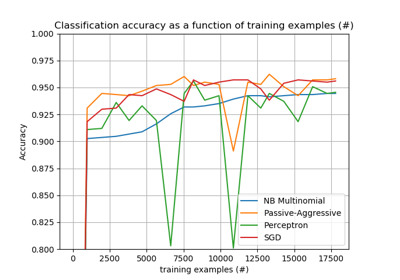 Classification accuracy as a function of training examples (#)
1.000
0.975
0.950
0.925
0.900
0.875
0.850
0.825
0.800
Accuracy
NB Multinomial
Passive-Aggressive
Perceptron
SGD
0 2500 5000 7500 10000 12500 15000 17500
training examples (#)